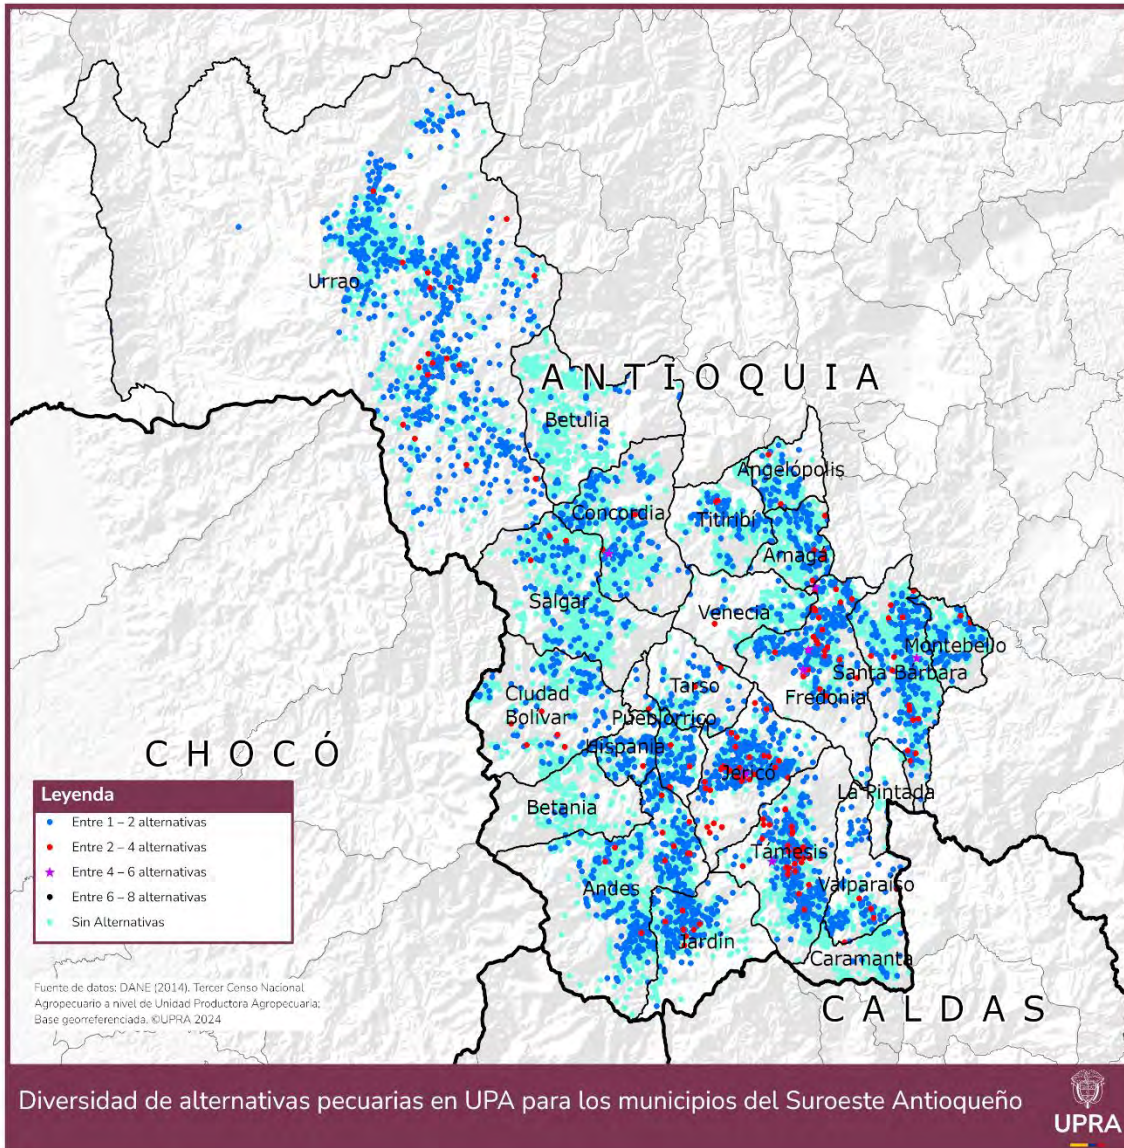 Urrao
ANTIOQUIA
Betulia
Angelópolis
Concordia
Titiribí
Amagá
Salgar
Venecia
Montebello
Santa Bárbara
Tarso
Fredonia
Ciudad
Bolívar
Pueblorrico
CHOCÓ
Hispania
Jericó
La Pintada
Betania
Támesis
Valparaíso
Andes
Jardín
Caramanta
CALDAS
Leyenda
Entre 1 – 2 alternativas
Entre 2 – 4 alternativas
Entre 4 – 6 alternativas
Entre 6 – 8 alternativas
Sin Alternativas
Fuente de datos: DANE (2014). Tercer Censo Nacional
Agropecuario a nivel de Unidad Productora Agropecuaria;
Base georreferenciada. ©UPRA 2024
Diversidad de alternativas pecuarias en UPA para los municipios del Suroeste Antioqueño
UPRA